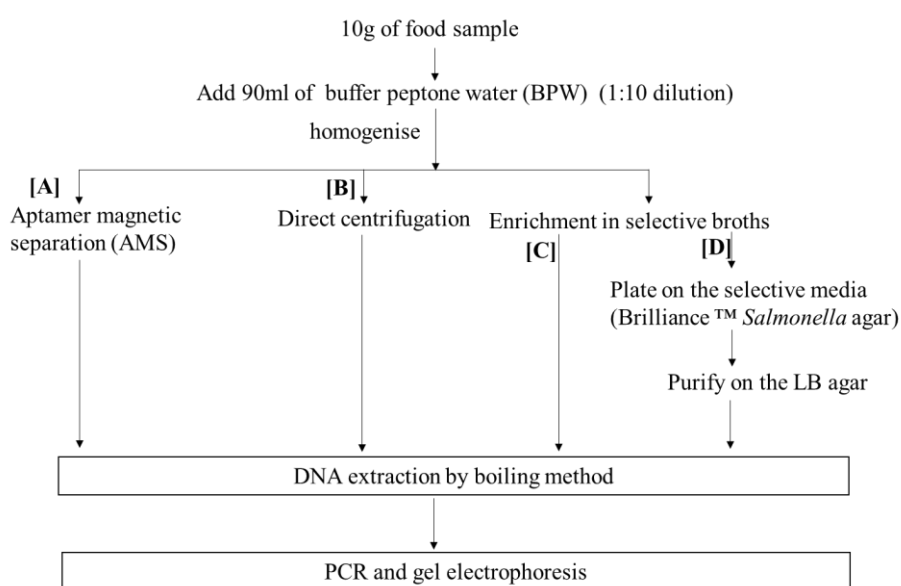 10g of food sample
Add 90ml of buffer peptone water (BPW) (1:10 dilution)
homogenise
[A]
Aptamer magnetic
separation (AMS)
[B]
Direct centrifugation
Enrichment in selective broths
[C]
[D]
Plate on the selective media
(Brilliance ™ Salmonella agar)
Purify on the LB agar
DNA extraction by boiling method
PCR and gel electrophoresis